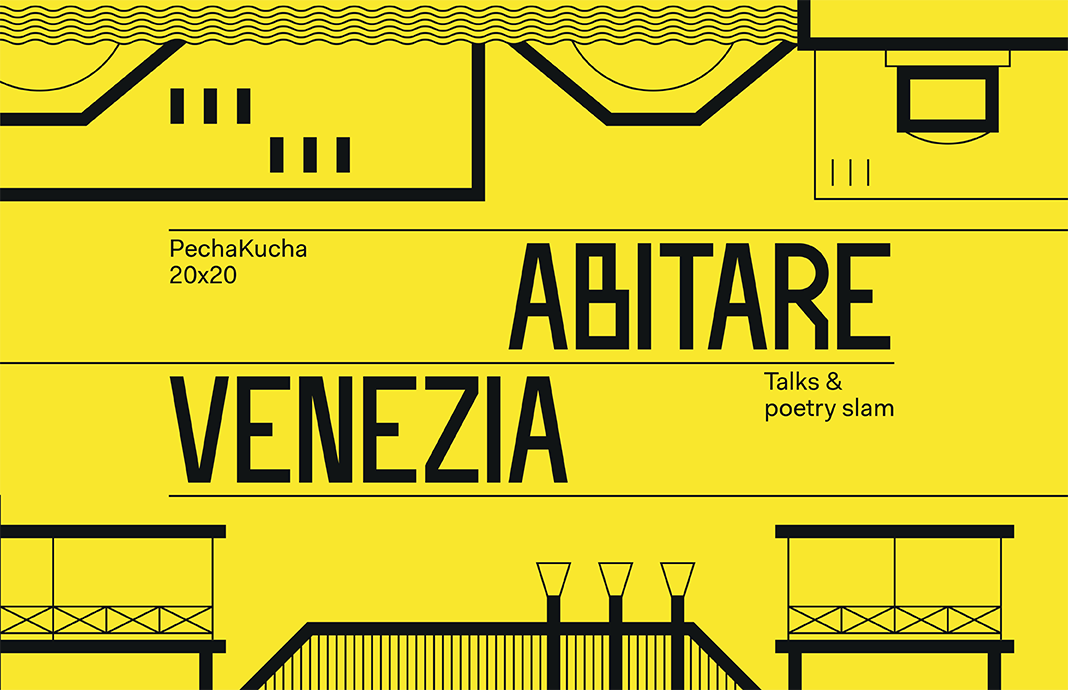 PechaKucha
20x20
ABITARE
VENEZIA
Talks &
poetry slam